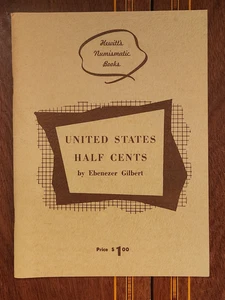 Hewitt's
Numismatic
Books.
UNITED STATES
HALF CENTS
by Ebenezer Gilbert
Price $1.00